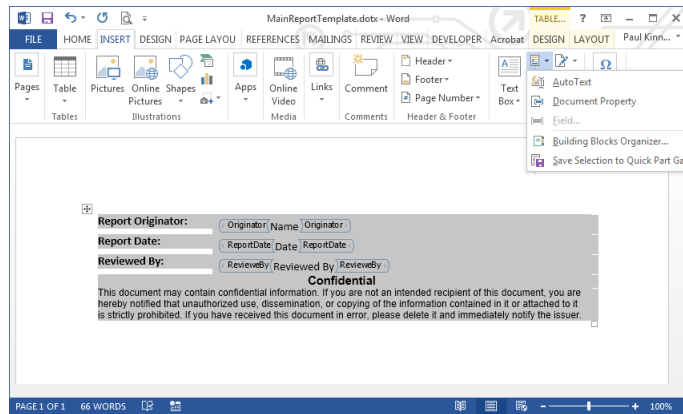 MainReportTemplate.dotx - Word
TABLE...
?
FILE HOME INSERT DESIGN PAGE LAYOU REFERENCES MAILINGS REVIEW VIEW DEVELOPER Acrobat DESIGN LAYOUT Paul Kinn...
Pages
Table
Pictures
Online Pictures
Shapes
Apps
Online Video
Links
Comment
Header
Footer
Page Number
Text Box
Tables
Illustrations
Media
Comments
Header & Footer
AutoText
Document Property
Field...
Building Blocks Organizer...
Save Selection to Quick Part Ga
Report Originator: Originator Name Originator
Report Date: ReportDate Date ReportDate
Reviewed By: RevieweBy Reviewed By RevieweBy
Confidential
This document may contain confidential information. If you are not an intended recipient of this document, you are
hereby notified that unauthorized use, dissemination, or copying of the information contained in it or attached to it
is strictly prohibited. If you have received this document in error, please delete it and immediately notify the issuer.
PAGE 1 OF 1 66 WORDS 100%